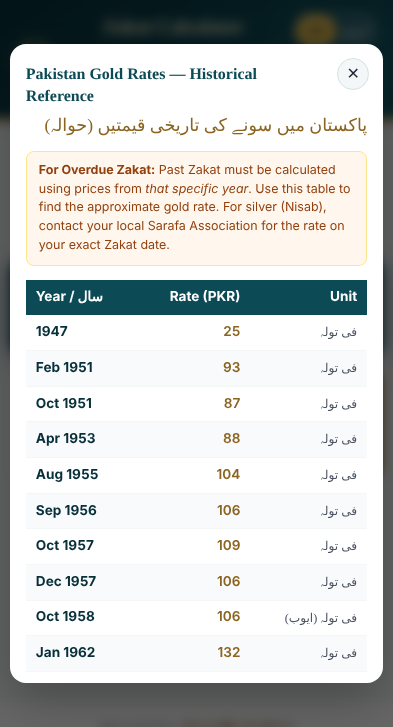 Pakistan Gold Rates — Historical
Reference
پاکستان میں سونے کی تاریخی قیمتیں (حوالہ)
For Overdue Zakat: Past Zakat must be calculated
using prices from that specific year. Use this table to
find the approximate gold rate. For silver (Nisab),
contact your local Sarafa Association for the rate on
your exact Zakat date.
Year / سال Rate (PKR) Unit
1947 25 فی تولہ
Feb 1951 93 فی تولہ
Oct 1951 87 فی تولہ
Apr 1953 88 فی تولہ
Aug 1955 104 فی تولہ
Sep 1956 106 فی تولہ
Oct 1957 109 فی تولہ
Dec 1957 106 فی تولہ
Oct 1958 106 فی تولہ (ایوب)
Jan 1962 132 فی تولہ